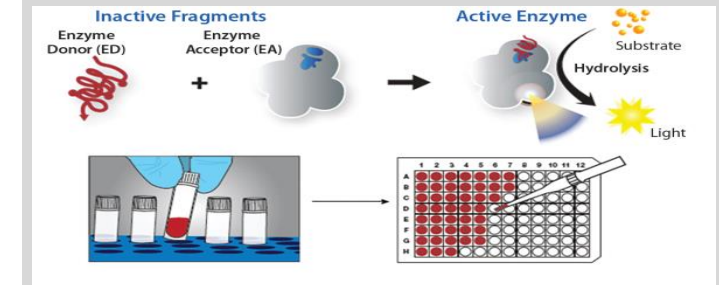 Inactive Fragments
Active Enzyme
Enzyme
Donor (ED)
Enzyme
Acceptor (EA)
Substrate
+
Hydrolysis
Light
1 2 3 4 5 6 7 8 9 10 11 12
A
B
C
D
E
F
G
H